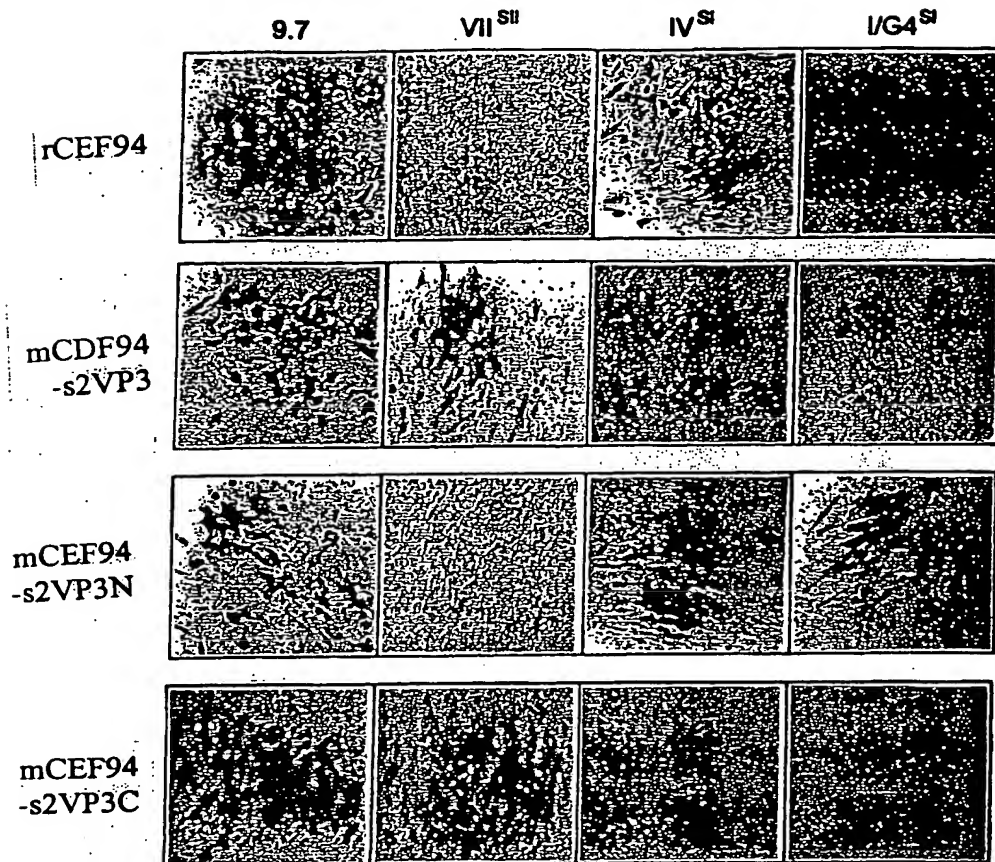 9.7 VII^SII IV^SI I/G4^SI
rCEF94
mCDF94
-s2VP3
mCEF94
-s2VP3N
mCEF94
-s2VP3C